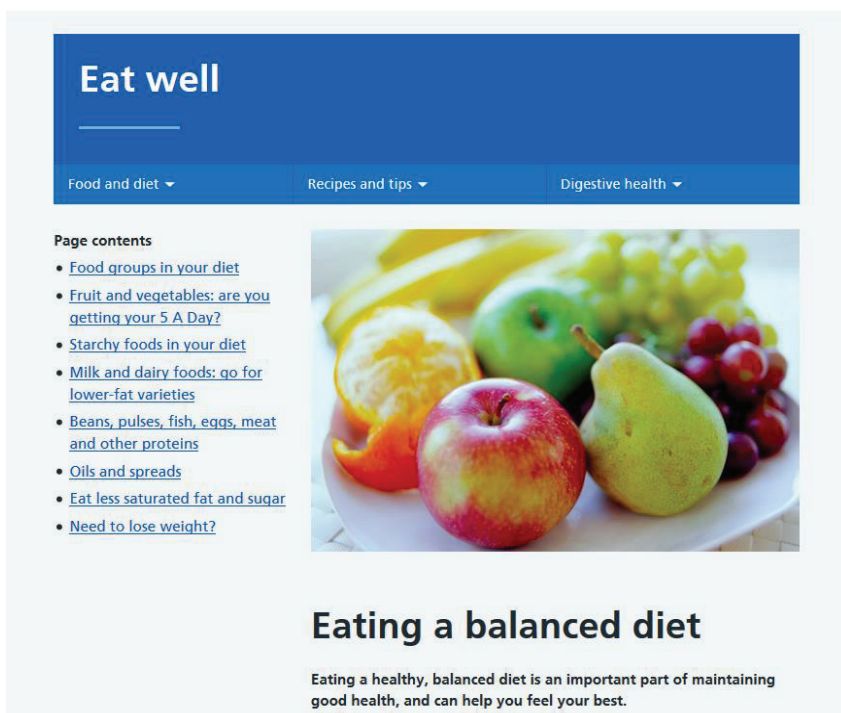 Eat well
Food and diet
Recipes and tips
Digestive health
Page contents
Food groups in your diet
Fruit and vegetables: are you
getting your 5 A Day?
Starchy foods in your diet
Milk and dairy foods: go for
lower-fat varieties
Beans, pulses, fish, eggs, meat
and other proteins
Oils and spreads
Eat less saturated fat and sugar
Need to lose weight?
Eating a balanced diet
Eating a healthy, balanced diet is an important part of maintaining
good health, and can help you feel your best.